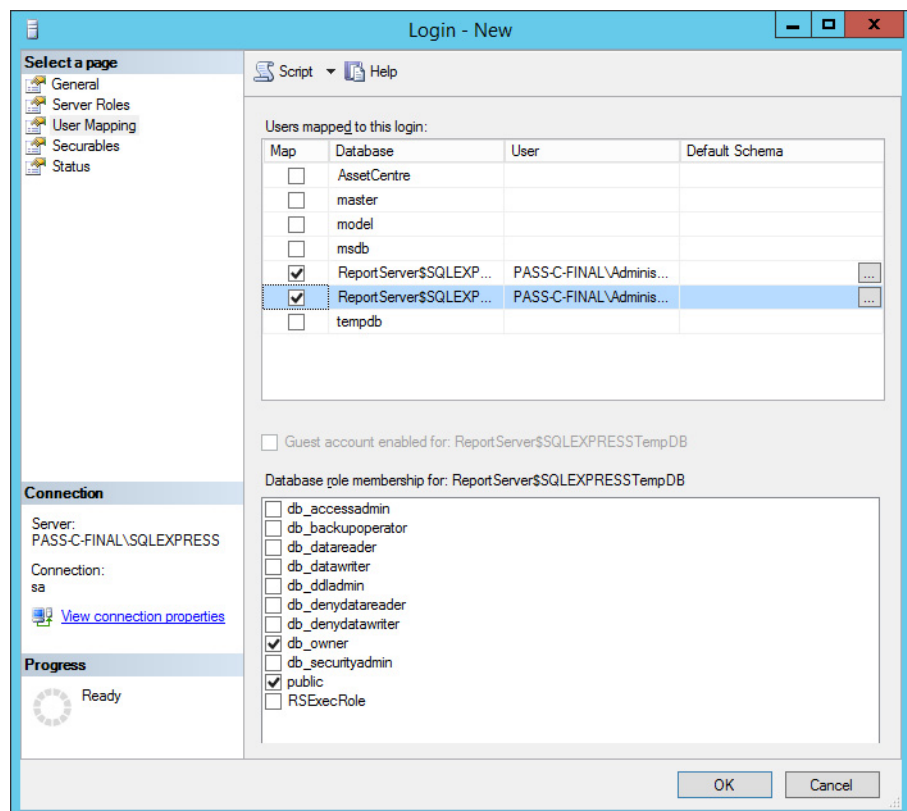 Login - New
Select a page
General
Server Roles
User Mapping
Securables
Status
Script Help
Users mapped to this login:
Map Database User Default Schema
AssetCentre
master
model
msdb
ReportServer$SQLEXP... PASS-C-FINAL\Adminis... ...
ReportServer$SQLEXP... PASS-C-FINAL\Adminis... ...
tempdb
Guest account enabled for: ReportServer$SQLEXPRESSTempDB
Database role membership for: ReportServer$SQLEXPRESSTempDB
db_accessadmin
db_backupoperator
db_datareader
db_datawriter
db_ddladmin
db_denydatareader
db_denydatawriter
db_owner
db_securityadmin
public
RSExecRole
Connection
Server:
PASS-C-FINAL\SQLEXPRESS
Connection:
sa
View connection properties
Progress
Ready
OK Cancel